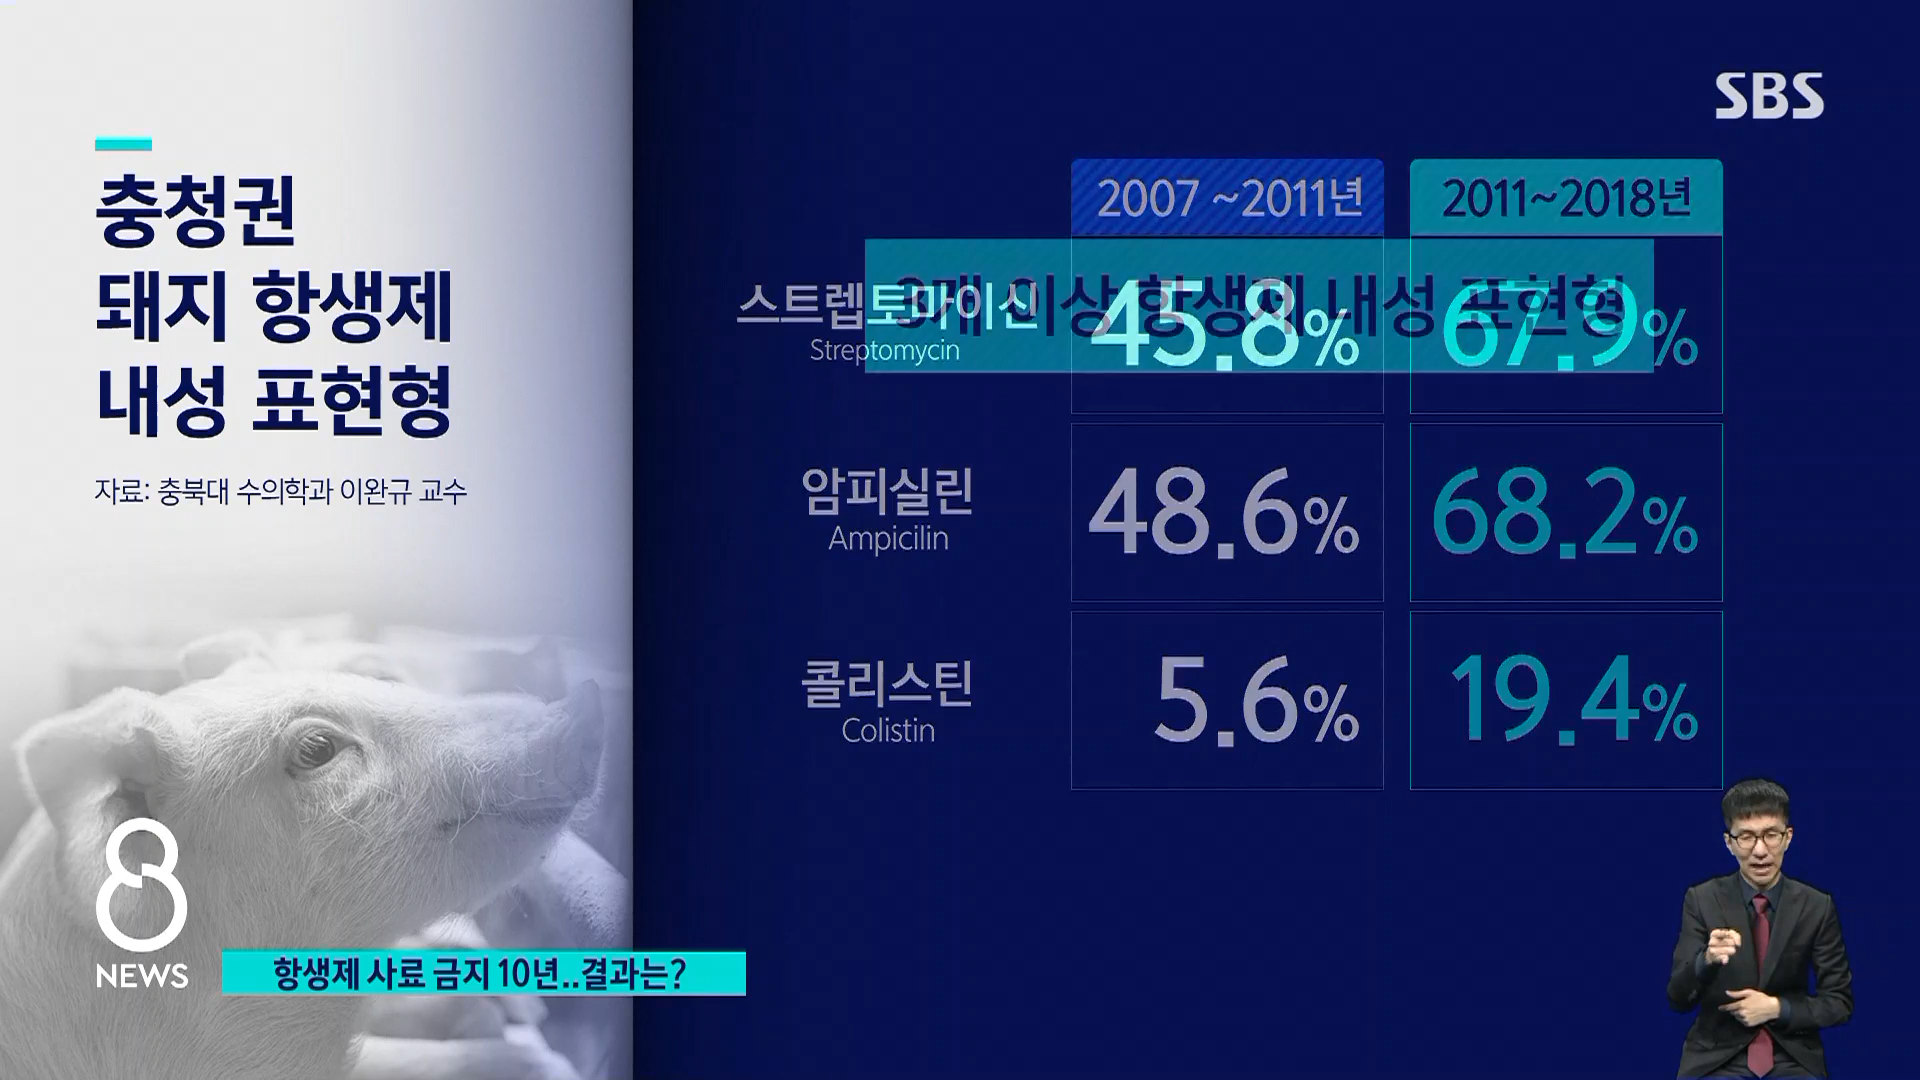 SBS
충청권
돼지 항생제
내성 표현형
자료: 충북대 수의학과 이완규 교수
2007 ~2011년
2011~2018년
3개 이상 항생제 내성 표현형
스트렙토마이신
Streptomycin
45.8%
67.9%
암피실린
Ampicilin
48.6%
68.2%
콜리스틴
Colistin
5.6%
19.4%
8
NEWS
항생제 사료 금지 10년..결과는?